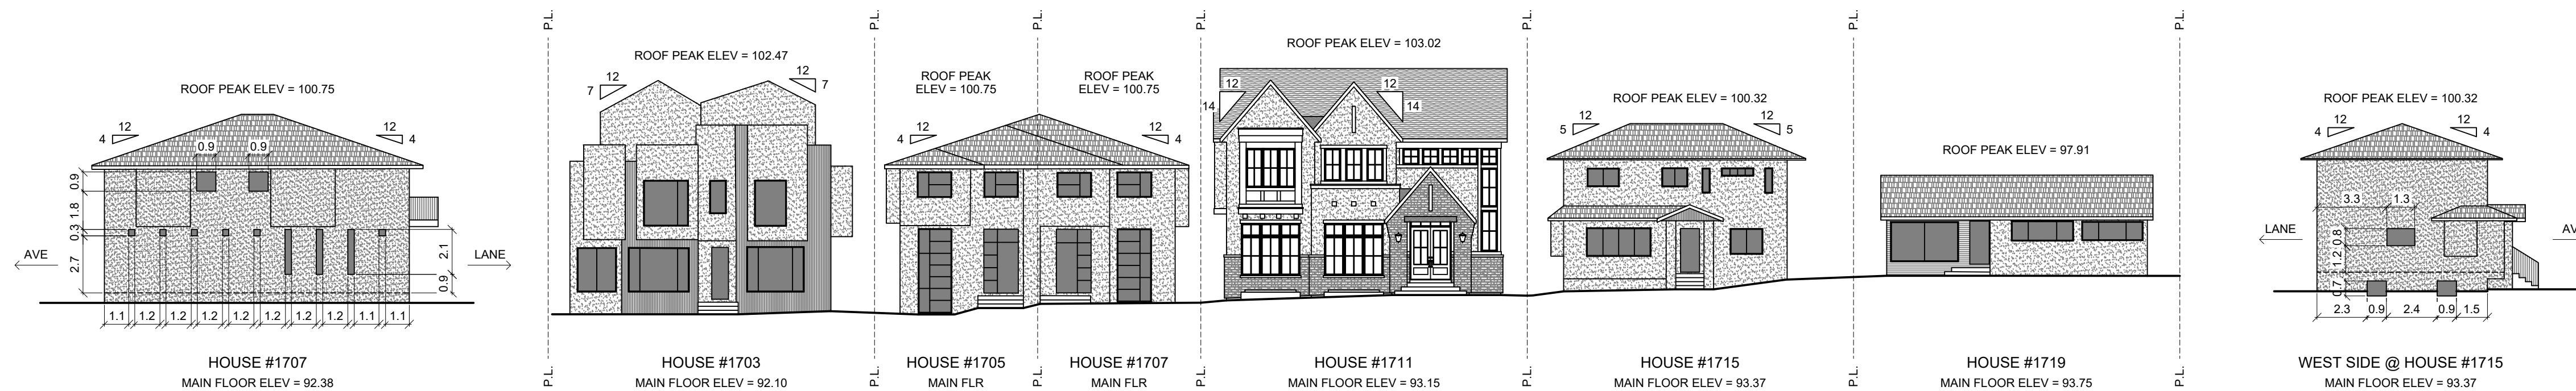 ROOF PEAK ELEV = 100.75
12
4
12
4
0.9
0.9
0.9
1.8
0.3
2.7
2.1
0.9
AVE
LANE
1.1
1.2
1.2
1.2
1.2
1.2
1.2
1.2
1.1
1.1
HOUSE #1707
MAIN FLOOR ELEV = 92.38
P.L.
P.L.
ROOF PEAK ELEV = 102.47
12
7
12
7
HOUSE #1703
MAIN FLOOR ELEV = 92.10
P.L.
P.L.
ROOF PEAK
ELEV = 100.75
12
4
HOUSE #1705
MAIN FLR
P.L.
P.L.
ROOF PEAK
ELEV = 100.75
12
4
HOUSE #1707
MAIN FLR
P.L.
P.L.
ROOF PEAK ELEV = 103.02
12
14
12
14
HOUSE #1711
MAIN FLOOR ELEV = 93.15
P.L.
P.L.
ROOF PEAK ELEV = 100.32
12
5
12
5
HOUSE #1715
MAIN FLOOR ELEV = 93.37
P.L.
P.L.
ROOF PEAK ELEV = 97.91
HOUSE #1719
MAIN FLOOR ELEV = 93.75
P.L.
P.L.
ROOF PEAK ELEV = 100.32
12
4
12
4
3.3
1.3
0.8
1.2
0.7
LANE
AV
2.3
0.9
2.4
0.9
1.5
WEST SIDE @ HOUSE #1715
MAIN FLOOR ELEV = 93.37